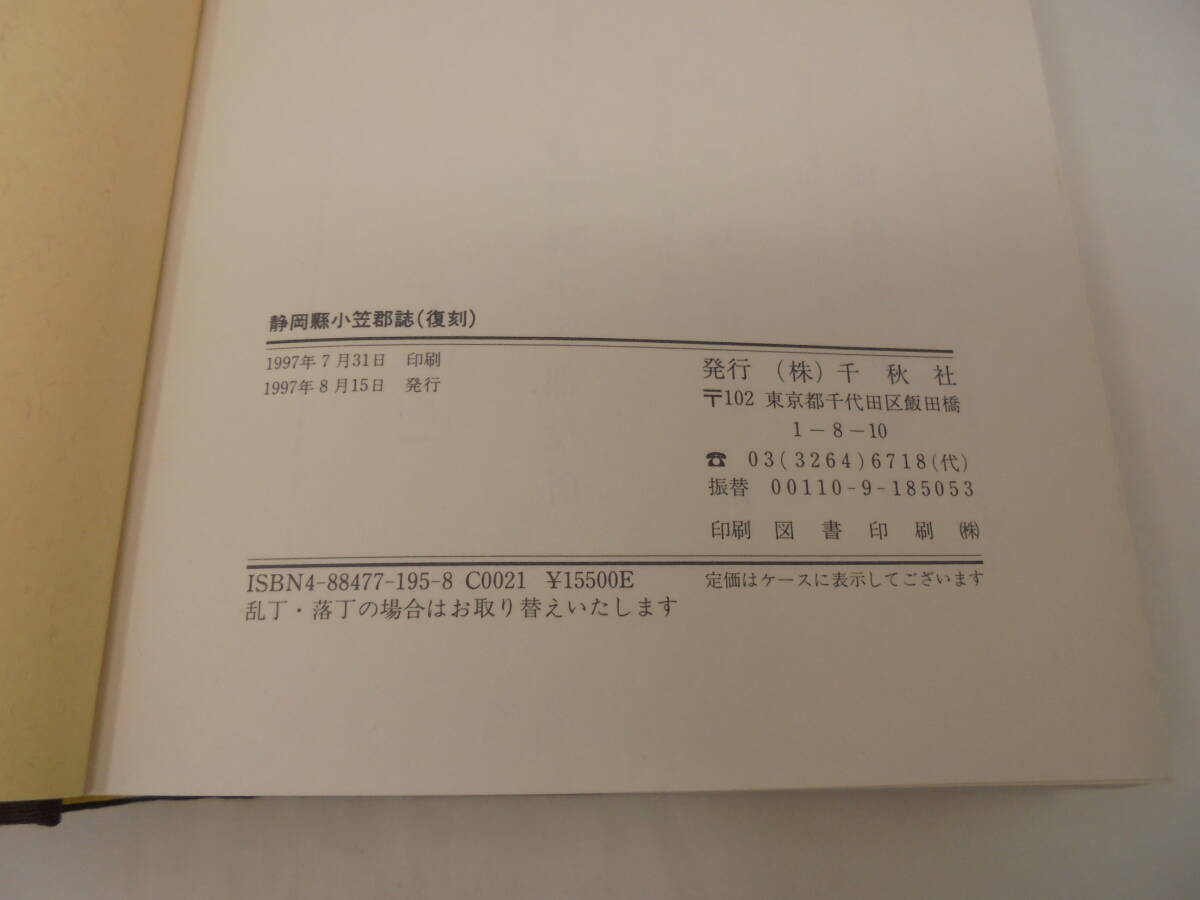 静岡縣小笠郡誌(復刻)
1997年7月31日 印刷
1997年8月15日 発行
発行 (株)千秋社
〒102 東京都千代田区飯田橋
1-8-10
☎ 03(3264)6718(代)
振替 00110-9-185053
印刷 図書印刷㈱
ISBN4-88477-195-8 C0021 ¥15500E
定価はケースに表示してございます
乱丁・落丁の場合はお取り替えいたします